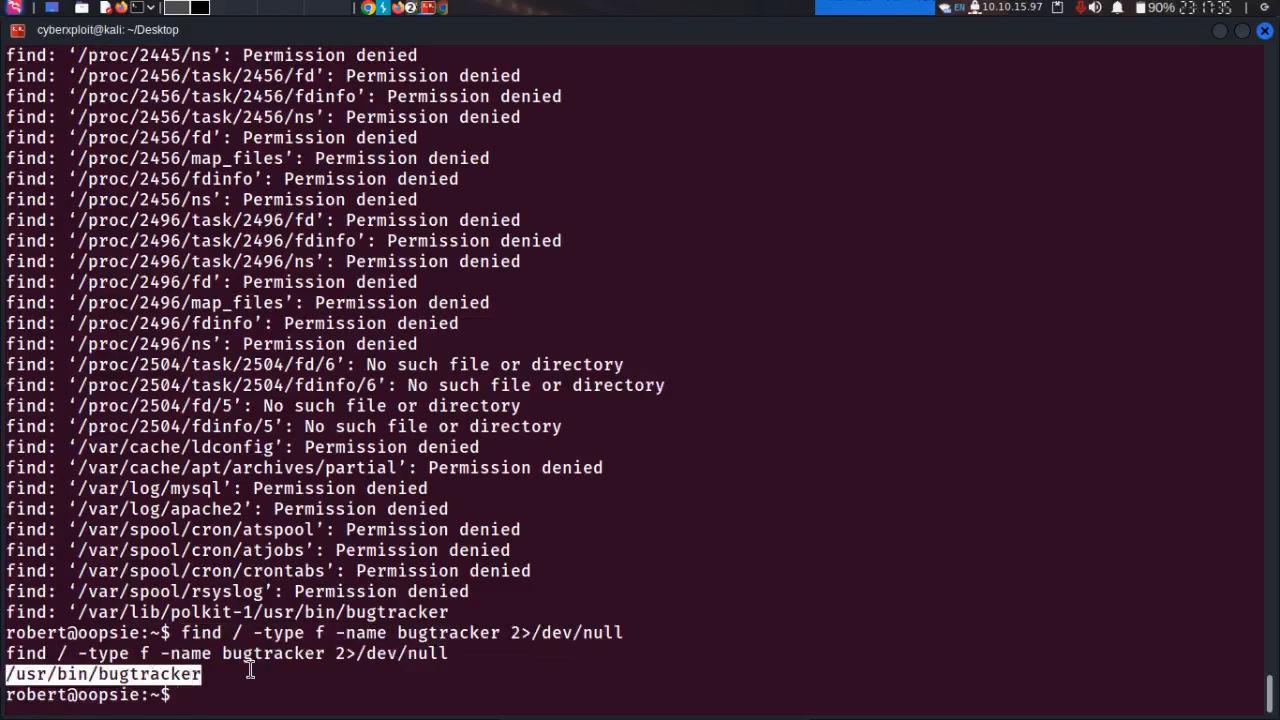 10.10.15.97
90%
cyberxploit@kali: ~/Desktop
find: ‘/proc/2445/ns’: Permission denied
find: ‘/proc/2456/task/2456/fd’: Permission denied
find: ‘/proc/2456/task/2456/fdinfo’: Permission denied
find: ‘/proc/2456/task/2456/ns’: Permission denied
find: ‘/proc/2456/fd’: Permission denied
find: ‘/proc/2456/map_files’: Permission denied
find: ‘/proc/2456/fdinfo’: Permission denied
find: ‘/proc/2456/ns’: Permission denied
find: ‘/proc/2496/task/2496/fd’: Permission denied
find: ‘/proc/2496/task/2496/fdinfo’: Permission denied
find: ‘/proc/2496/task/2496/ns’: Permission denied
find: ‘/proc/2496/fd’: Permission denied
find: ‘/proc/2496/map_files’: Permission denied
find: ‘/proc/2496/fdinfo’: Permission denied
find: ‘/proc/2496/ns’: Permission denied
find: ‘/proc/2504/task/2504/fd/6’: No such file or directory
find: ‘/proc/2504/task/2504/fdinfo/6’: No such file or directory
find: ‘/proc/2504/fd/5’: No such file or directory
find: ‘/proc/2504/fdinfo/5’: No such file or directory
find: ‘/var/cache/ldconfig’: Permission denied
find: ‘/var/cache/apt/archives/partial’: Permission denied
find: ‘/var/log/mysql’: Permission denied
find: ‘/var/log/apache2’: Permission denied
find: ‘/var/spool/cron/atspool’: Permission denied
find: ‘/var/spool/cron/atjobs’: Permission denied
find: ‘/var/spool/cron/crontabs’: Permission denied
find: ‘/var/spool/rsyslog’: Permission denied
find: ‘/var/lib/polkit-1/usr/bin/bugtracker
robert@oopsie:~$ find / -type f -name bugtracker 2>/dev/null
find / -type f -name bugtracker 2>/dev/null
/usr/bin/bugtracker
robert@oopsie:~$